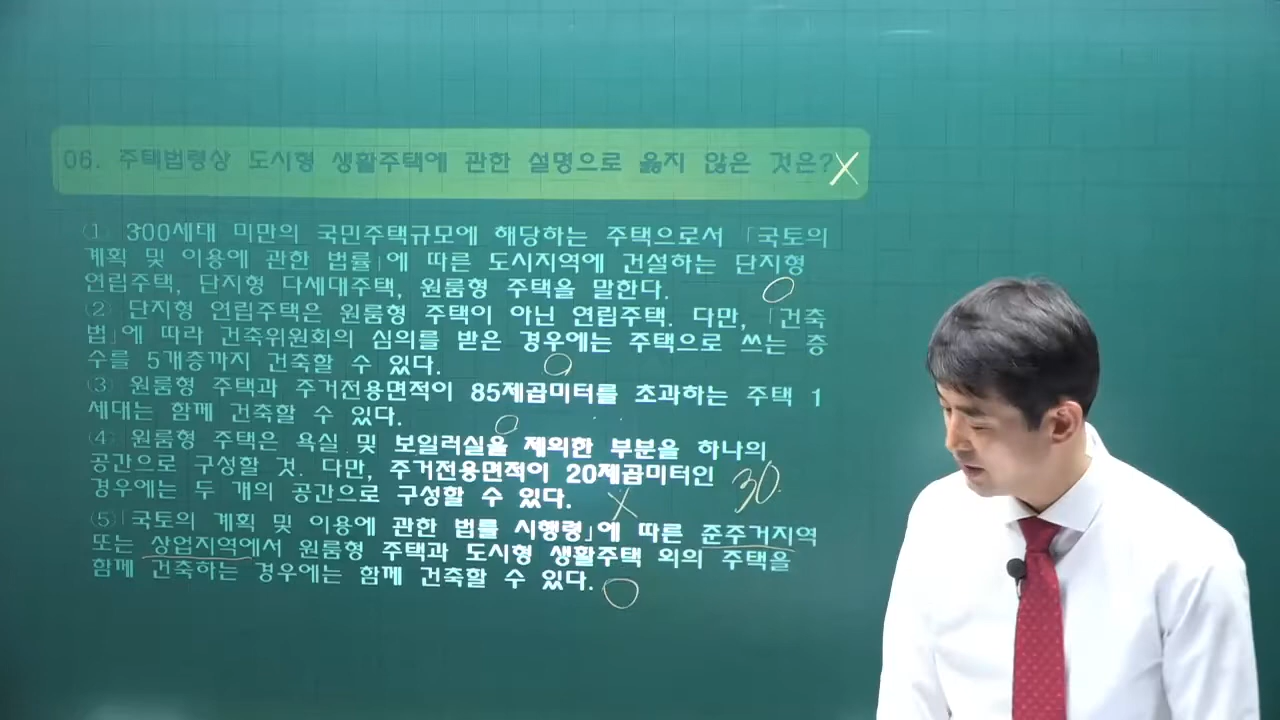 06. 주택법령상 도시형 생활주택에 관한 설명으로 옳지 않은 것은? X
(1) 300세대 미만의 국민주택규모에 해당하는 주택으로서 「국토의
계획 및 이용에 관한 법률」에 따른 도시지역에 건설하는 단지형
연립주택, 단지형 다세대주택, 원룸형 주택을 말한다. ○
(2) 단지형 연립주택은 원룸형 주택이 아닌 연립주택. 다만, 「건축
법」에 따라 건축위원회의 심의를 받은 경우에는 주택으로 쓰는 층
수를 5개층까지 건축할 수 있다. ○
(3) 원룸형 주택과 주거전용면적이 85제곱미터를 초과하는 주택 1
세대는 함께 건축할 수 있다. ○
(4) 원룸형 주택은 욕실 및 보일러실을 제외한 부분을 하나의
공간으로 구성할 것. 다만, 주거전용면적이 20제곱미터인 30
경우에는 두 개의 공간으로 구성할 수 있다. X
(5)「국토의 계획 및 이용에 관한 법률 시행령」에 따른 준주거지역
또는 상업지역에서 원룸형 주택과 도시형 생활주택 외의 주택을
함께 건축하는 경우에는 함께 건축할 수 있다. ○